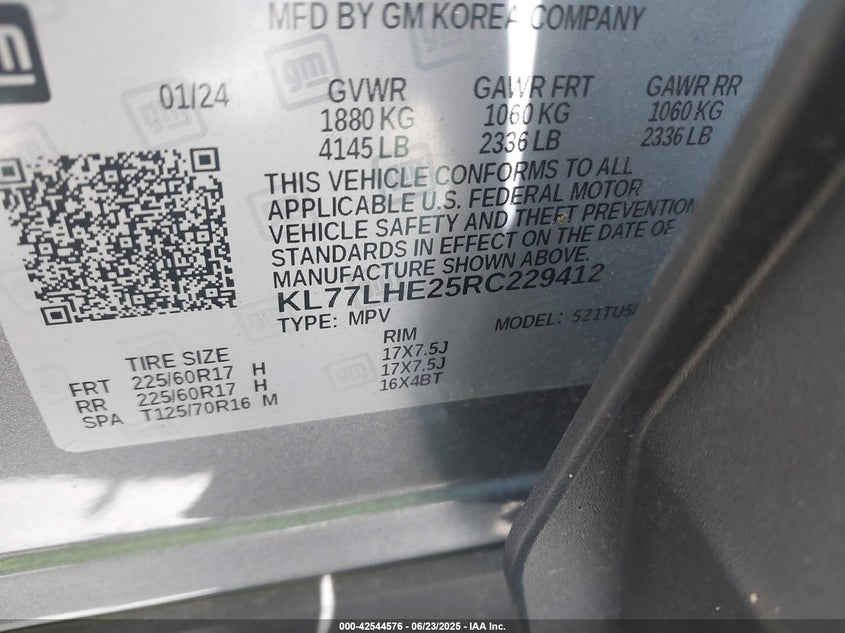 MFD BY GM KOREA COMPANY
gm
01/24
GVWR GAWR FRT GAWR RR
1880 KG 1060 KG 1060 KG
4145 LB 2336 LB 2336 LB
THIS VEHICLE CONFORMS TO ALL
APPLICABLE U.S. FEDERAL MOTOR
VEHICLE SAFETY AND THEFT PREVENTION
STANDARDS IN EFFECT ON THE DATE OF
MANUFACTURE SHOWN ABOVE.
KL77LHE25RC229412
TYPE: MPV MODEL: 521TU5
TIRE SIZE RIM
FRT 225/60R17 H 17X7.5J
RR 225/60R17 H 17X7.5J
SPA T125/70R16 M 16X4BT
000-42544576 - 06/23/2025 - IAA Inc.